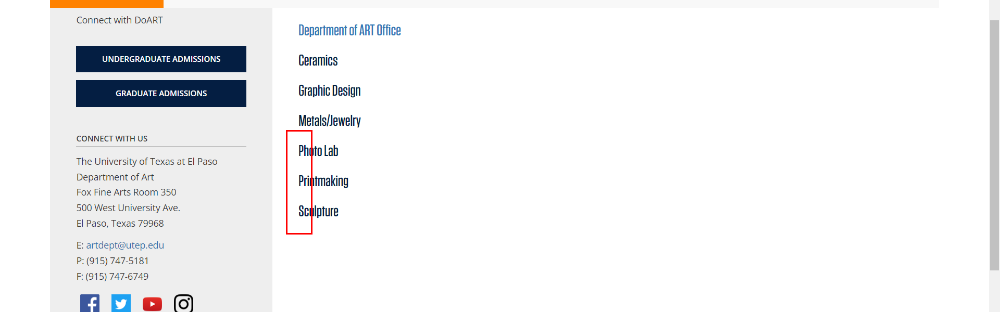 Connect with DoART
UNDERGRADUATE ADMISSIONS
GRADUATE ADMISSIONS
CONNECT WITH US
The University of Texas at El Paso
Department of Art
Fox Fine Arts Room 350
500 West University Ave.
El Paso, Texas 79968
E: artdept@utep.edu
P: (915) 747-5181
F: (915) 747-6749
Department of ART Office
Ceramics
Graphic Design
Metals/Jewelry
Photo Lab
Printmaking
Sculpture